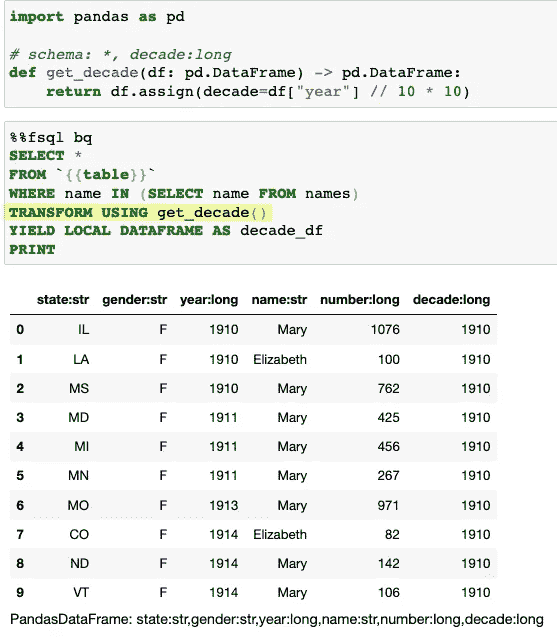 import pandas as pd
# schema: *, decade:long
def get_decade(df: pd.DataFrame) -> pd.DataFrame:
    return df.assign(decade=df["year"] // 10 * 10)
%%fsql bq
SELECT *
FROM `{{table}}`
WHERE name IN (SELECT name FROM names)
TRANSFORM USING get_decade()
YIELD LOCAL DATAFRAME AS decade_df
PRINT
state:str gender:str year:long name:str number:long decade:long
0 IL F 1910 Mary 1076 1910
1 LA F 1910 Elizabeth 100 1910
2 MS F 1910 Mary 762 1910
3 MD F 1911 Mary 425 1910
4 MI F 1911 Mary 456 1910
5 MN F 1911 Mary 267 1910
6 MO F 1913 Mary 971 1910
7 CO F 1914 Elizabeth 82 1910
8 ND F 1914 Mary 142 1910
9 VT F 1914 Mary 106 1910
PandasDataFrame: state:str,gender:str,year:long,name:str,number:long,decade:long